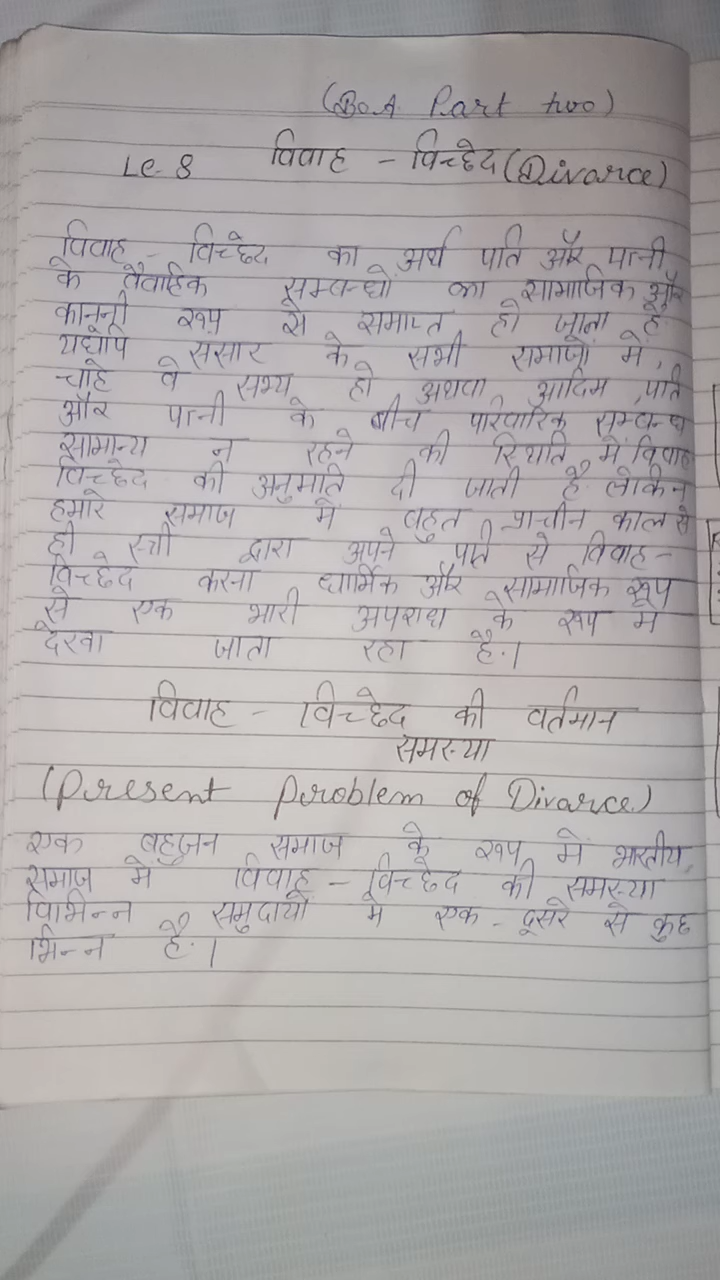 (B.A Part two)
Le. 8 विवाह - विच्छेद (Divarce)
विवाह - विच्छेद का अर्थ पति और पत्नी
के वैवाहिक सम्बन्धों का सामाजिक और
कानूनी रूप से समाप्त हो जाता है
यद्यपि संसार के सभी समाजों में,
चाहे वे सभ्य हो अथवा आदिम पति
और पत्नी के बीच पारिवारिक सम्बन्ध
सामान्य न रहने की स्थिति में विवाह
विच्छेद की अनुमति दी जाती है लेकिन
हमारे समाज में बहुत प्राचीन काल से
ही स्त्री द्वारा अपने पति से विवाह-
विच्छेद करना धार्मिक और सामाजिक रूप
से एक भारी अपराध के रूप में
देखा जाता रहा है.।
विवाह - विच्छेद की वर्तमान
समस्या
(Present Problem of Divarce)
एक बहुजन समाज के रूप में भारतीय
समाज में विवाह - विच्छेद की समस्या
विभिन्न समुदायों में एक - दूसरे से कुछ
भिन्न है.।